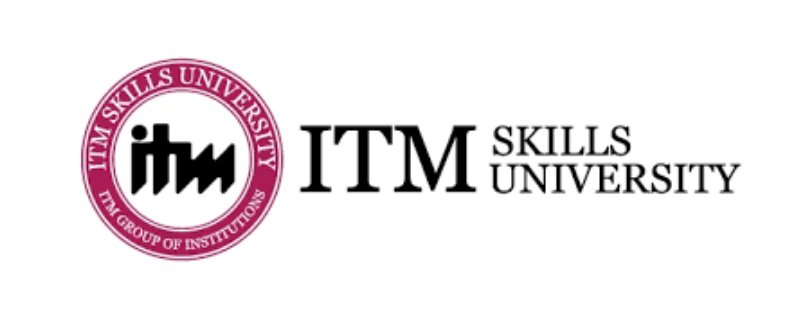 ITM SKILLS UNIVERSITY
itm
ITM GROUP OF INSTITUTIONS
ITM
SKILLS
UNIVERSITY